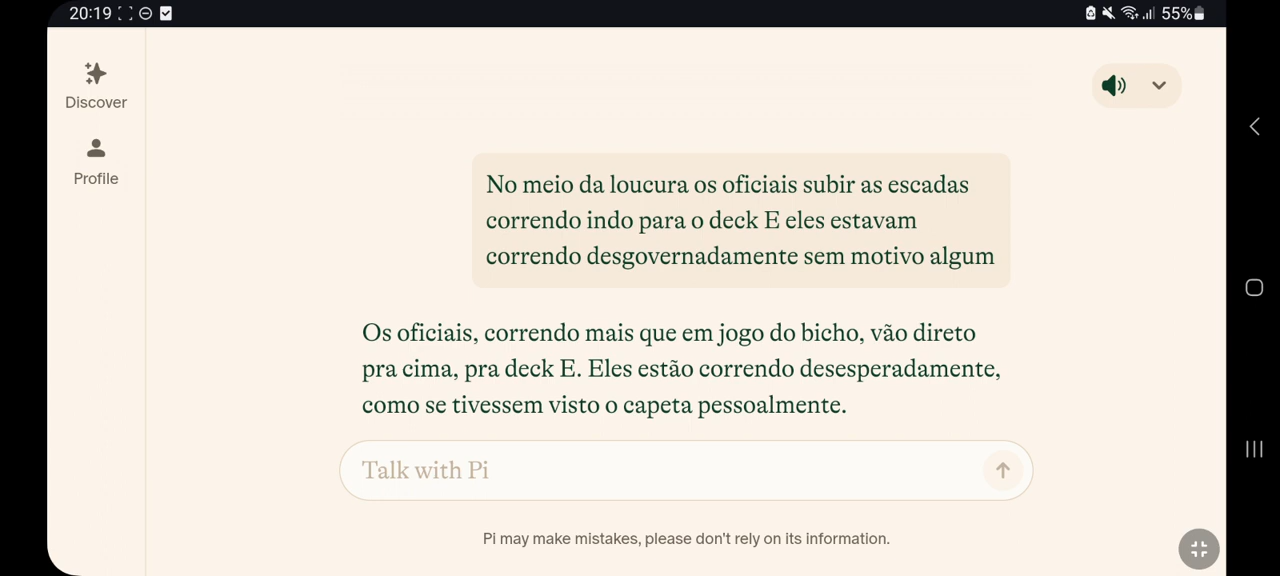 20:19
55%
Discover
Profile
No meio da loucura os oficiais subir as escadas
correndo indo para o deck E eles estavam
correndo desgovernadamente sem motivo algum
Os oficiais, correndo mais que em jogo do bicho, vão direto
pra cima, pra deck E. Eles estão correndo desesperadamente,
como se tivessem visto o capeta pessoalmente.
Talk with Pi
Pi may make mistakes, please don't rely on its information.